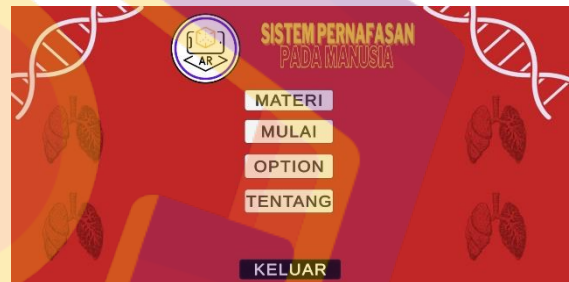 AR
SISTEM PERNAFASAN
PADA MANUSIA
MATERI
MULAI
OPTION
TENTANG
KELUAR